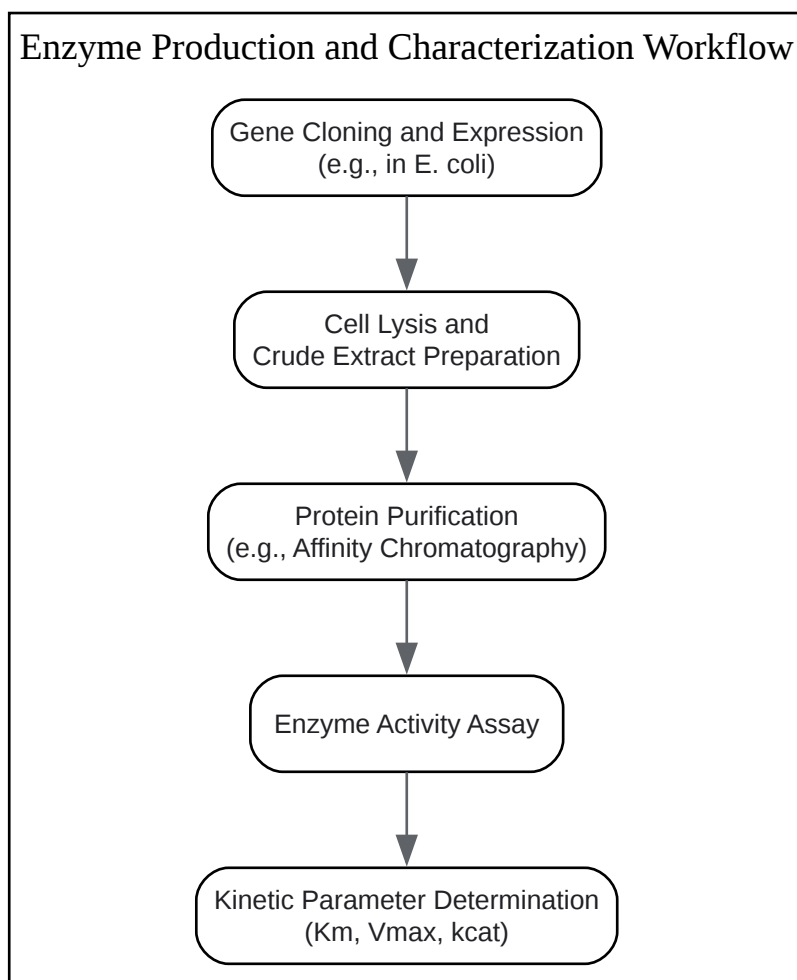 Enzyme Production and Characterization Workflow
Gene Cloning and Expression
(e.g., in E. coli)
Cell Lysis and
Crude Extract Preparation
Protein Purification
(e.g., Affinity Chromatography)
Enzyme Activity Assay
Kinetic Parameter Determination
(Km, Vmax, kcat)